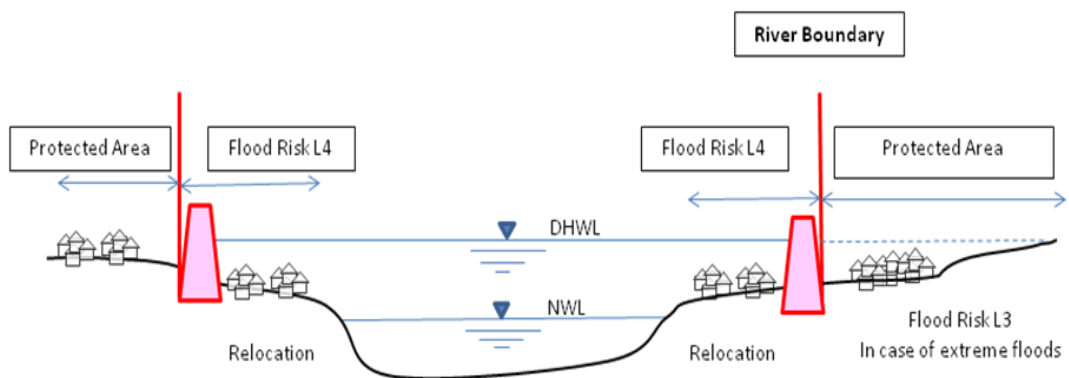 River Boundary
Protected Area
Flood Risk L4
Flood Risk L4
Protected Area
DHWL
NWL
Relocation
Relocation
Flood Risk L3
In case of extreme floods